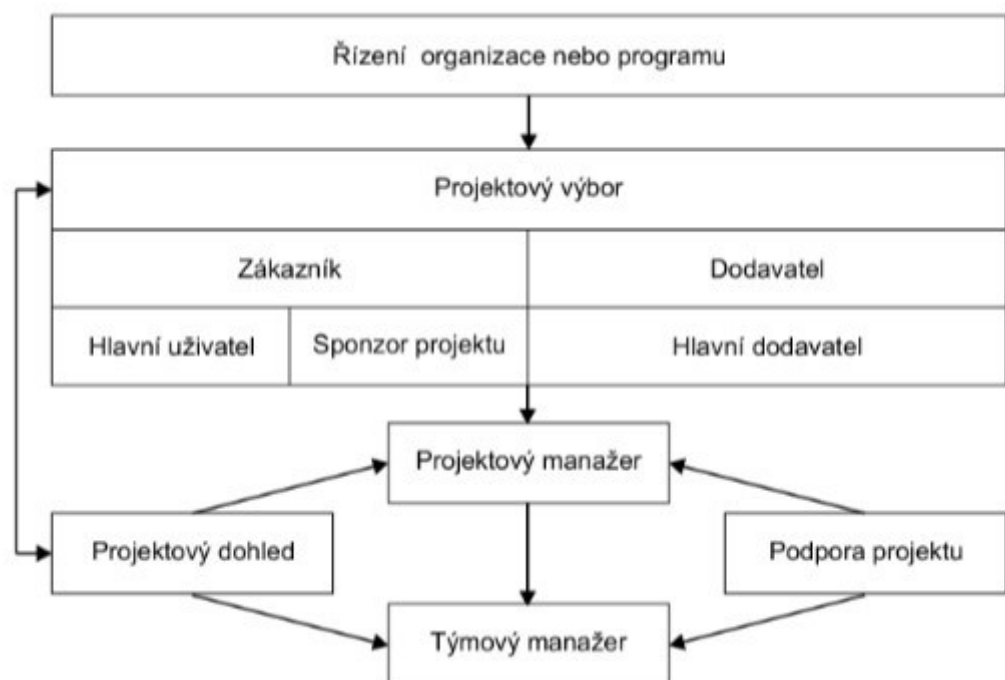 Řízení organizace nebo programu
Projektový výbor
Zákazník
Dodavatel
Hlavní uživatel
Sponzor projektu
Hlavní dodavatel
Projektový manažer
Projektový dohled
Podpora projektu
Týmový manažer